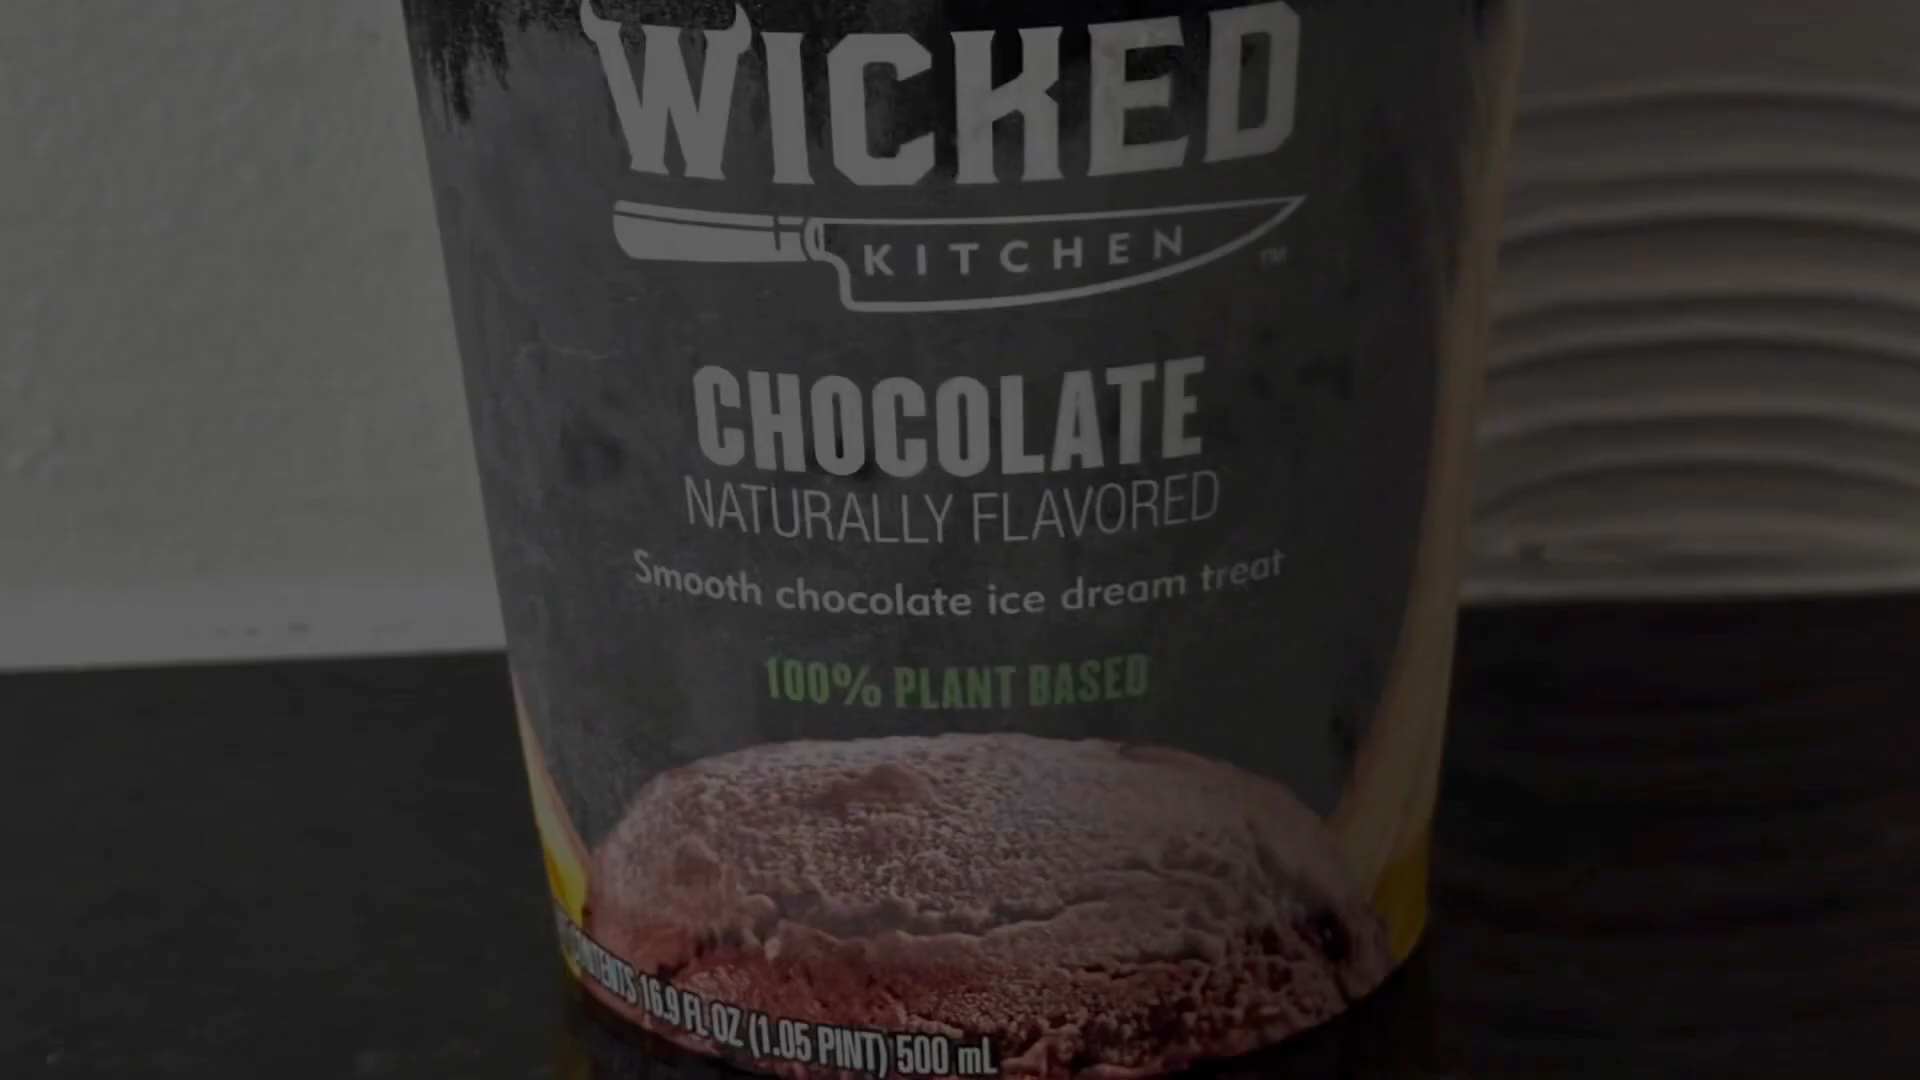 WICKED
KITCHEN
TM
CHOCOLATE
NATURALLY FLAVORED
Smooth chocolate ice dream treat
100% PLANT BASED
CONTENTS 16.9 FL OZ (1.05 PINT) 500 mL